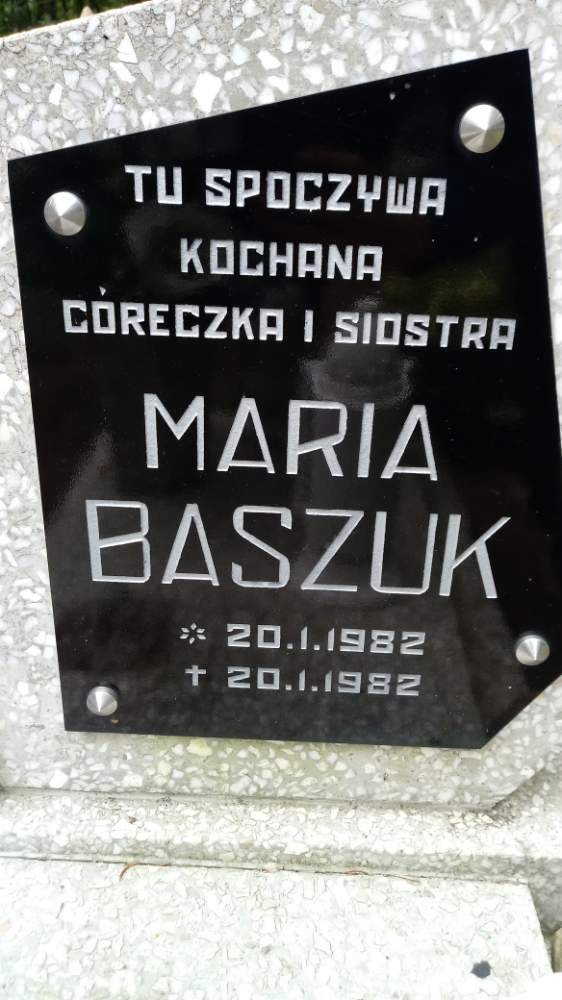 TU SPOCZYWA
KOCHANA
CÓRECZKA I SIOSTRA
MARIA
BASZUK
* 20.1.1982
† 20.1.1982